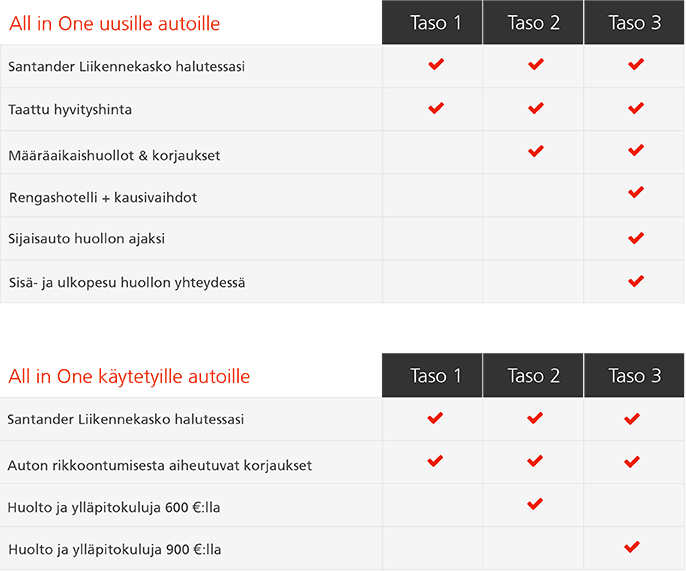 All in One uusille autoille Taso 1 Taso 2 Taso 3
Santander Liikennekasko halutessasi
Taattu hyvityshinta
Määräaikaishuollot & korjaukset
Rengashotelli + kausivaihdot
Sijaisauto huollon ajaksi
Sisä- ja ulkopesu huollon yhteydessä
All in One käytetyille autoille Taso 1 Taso 2 Taso 3
Santander Liikennekasko halutessasi
Auton rikkoontumisesta aiheutuvat korjaukset
Huolto ja ylläpitokuluja 600 €:lla
Huolto ja ylläpitokuluja 900 €:lla